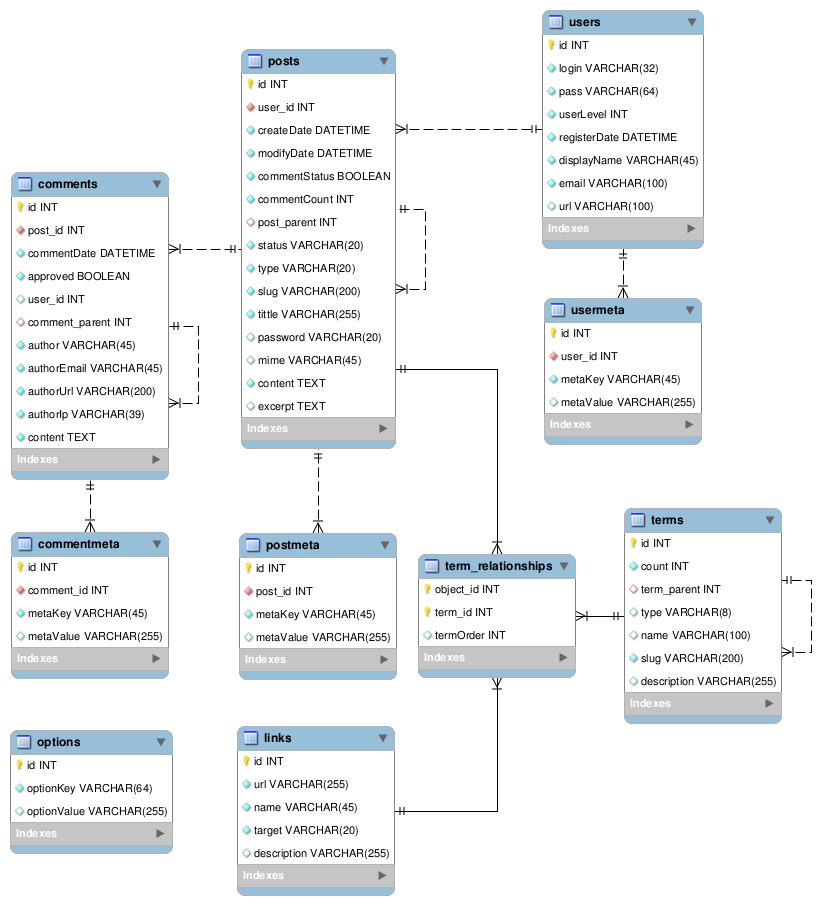 users
id INT
login VARCHAR(32)
pass VARCHAR(64)
userLevel INT
registerDate DATETIME
displayName VARCHAR(45)
email VARCHAR(100)
url VARCHAR(100)
Indexes
posts
id INT
user_id INT
createDate DATETIME
modifyDate DATETIME
commentStatus BOOLEAN
commentCount INT
post_parent INT
status VARCHAR(20)
type VARCHAR(20)
slug VARCHAR(200)
tittle VARCHAR(255)
password VARCHAR(20)
mime VARCHAR(45)
content TEXT
excerpt TEXT
Indexes
comments
id INT
post_id INT
commentDate DATETIME
approved BOOLEAN
user_id INT
comment_parent INT
author VARCHAR(45)
authorEmail VARCHAR(45)
authorUrl VARCHAR(200)
authorIp VARCHAR(39)
content TEXT
Indexes
usermeta
id INT
user_id INT
metaKey VARCHAR(45)
metaValue VARCHAR(255)
Indexes
commentmeta
id INT
comment_id INT
metaKey VARCHAR(45)
metaValue VARCHAR(255)
Indexes
postmeta
id INT
post_id INT
metaKey VARCHAR(45)
metaValue VARCHAR(255)
Indexes
term_relationships
object_id INT
term_id INT
termOrder INT
Indexes
terms
id INT
count INT
term_parent INT
type VARCHAR(8)
name VARCHAR(100)
slug VARCHAR(200)
description VARCHAR(255)
Indexes
options
id INT
optionKey VARCHAR(64)
optionValue VARCHAR(255)
Indexes
links
id INT
url VARCHAR(255)
name VARCHAR(45)
target VARCHAR(20)
description VARCHAR(255)
Indexes